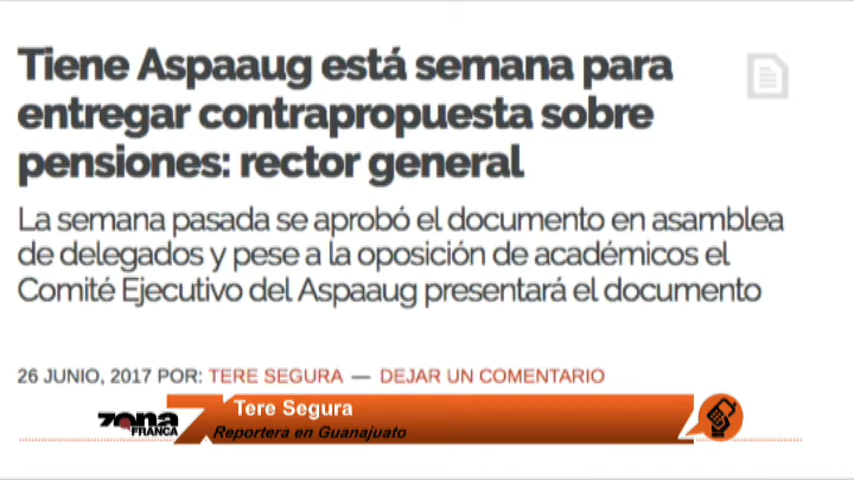 Tiene Aspaaug está semana para
entregar contrapropuesta sobre
pensiones: rector general
La semana pasada se aprobó el documento en asamblea
de delegados y pese a la oposición de académicos el
Comité Ejecutivo del Aspaaug presentará el documento
26 JUNIO, 2017 POR: TERE SEGURA — DEJAR UN COMENTARIO
Tere Segura
zona
FRANCA
Reportera en Guanajuato